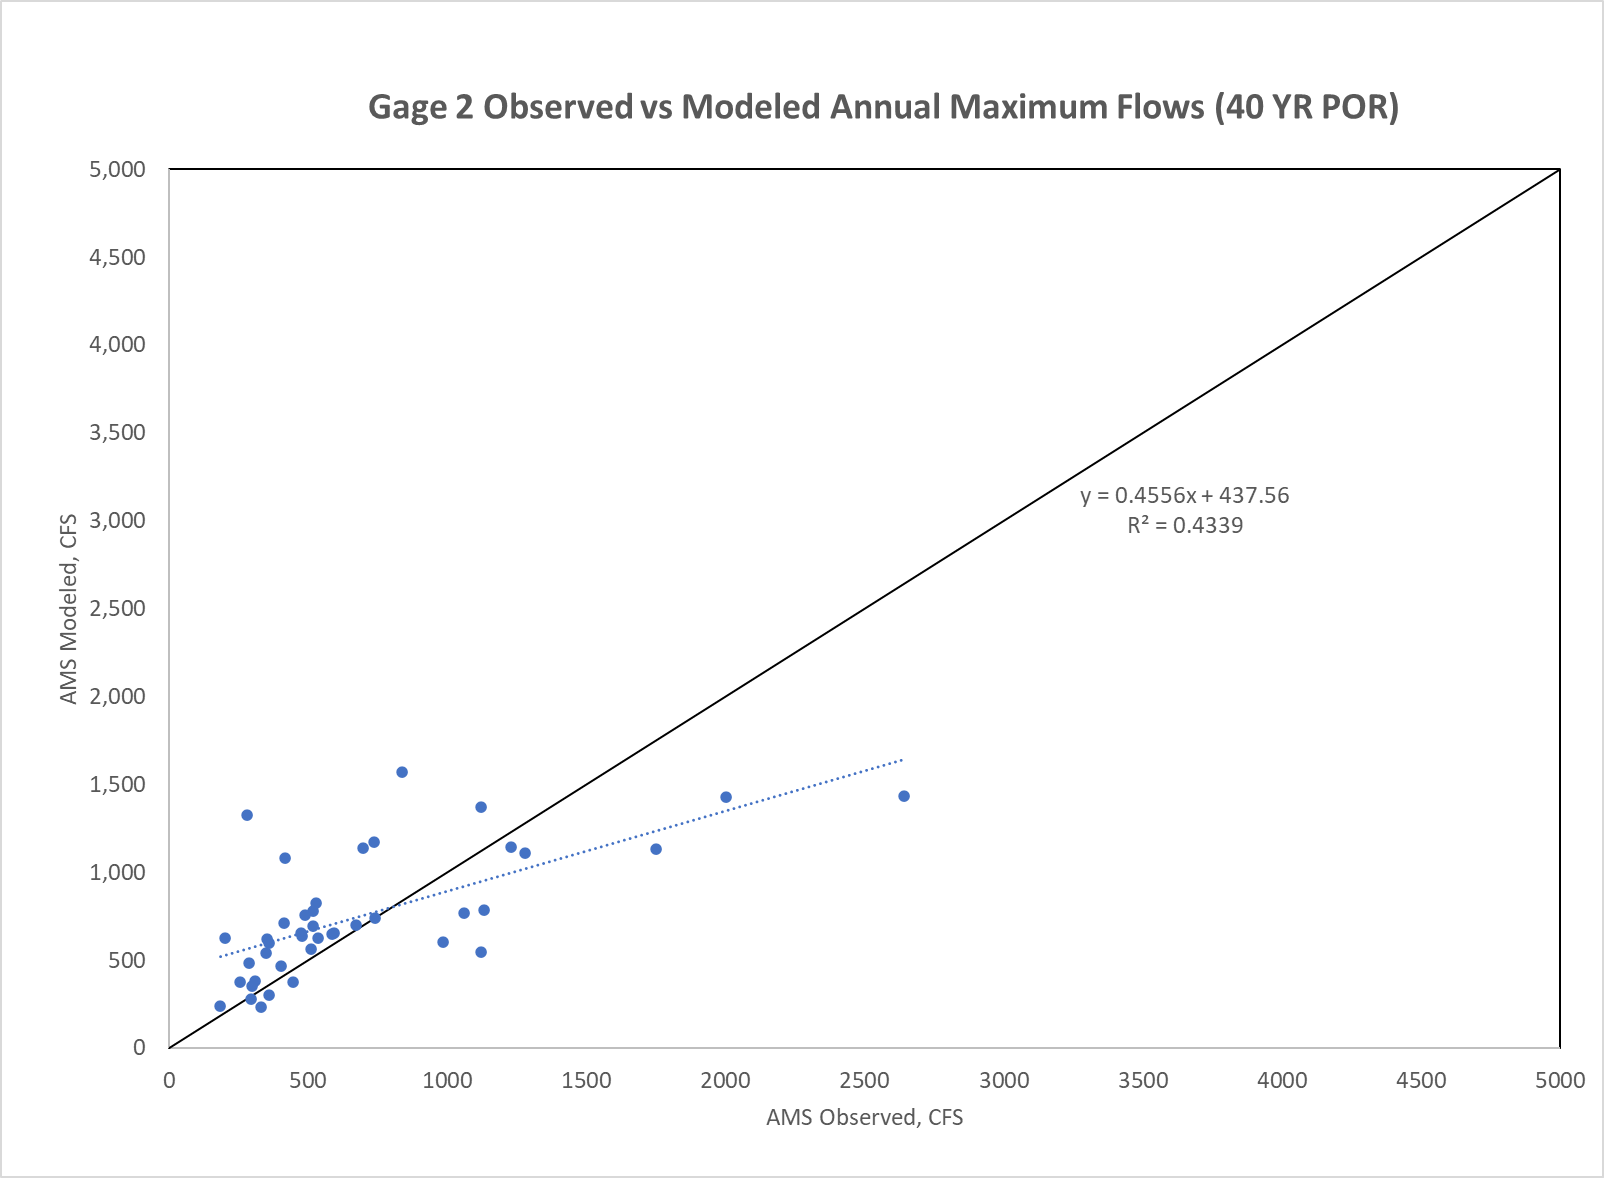 Gage 2 Observed vs Modeled Annual Maximum Flows (40 YR POR)
5,000
4,500
4,000
3,500
3,000
2,500
2,000
1,500
1,000
500
0
AMS Modeled, CFS
y = 0.4556x + 437.56
R² = 0.4339
0 500 1000 1500 2000 2500 3000 3500 4000 4500 5000
AMS Observed, CFS